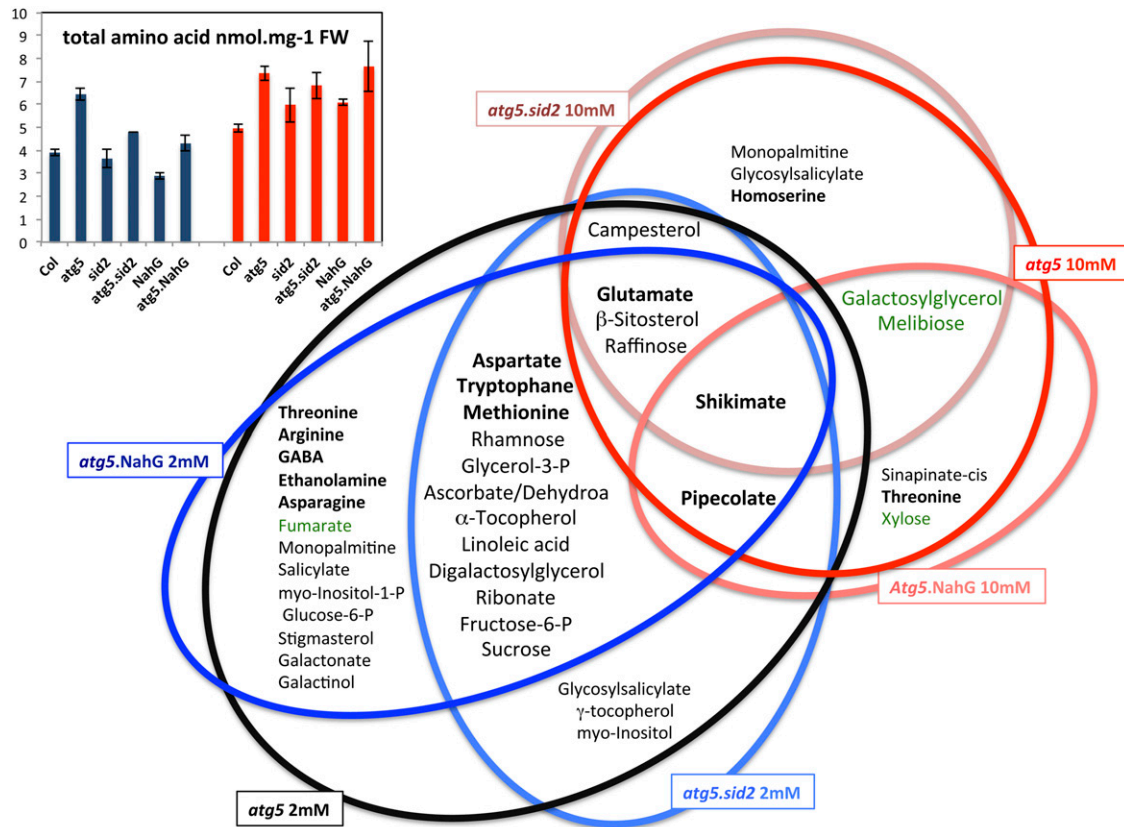 total amino acid nmol.mg-1 FW
10
9
8
7
6
5
4
3
2
1
0
Col
atg5
sid2
atg5.sid2
NahG
atg5.NahG
Col
atg5
sid2
atg5.sid2
NahG
atg5.NahG
atg5.sid2 10mM
Monopalmitine
Glycosylsalicylate
Homoserine
Campesterol
atg5 10mM
Glutamate
β-Sitosterol
Raffinose
Galactosylglycerol
Melibiose
Aspartate
Tryptophane
Methionine
Rhamnose
Glycerol-3-P
Ascorbate/Dehydroa
α-Tocopherol
Linoleic acid
Digalactosylglycerol
Ribonate
Fructose-6-P
Sucrose
Shikimate
Pipecolate
atg5.NahG 2mM
Threonine
Arginine
GABA
Ethanolamine
Asparagine
Fumarate
Monopalmitine
Salicylate
myo-Inositol-1-P
Glucose-6-P
Stigmasterol
Galactonate
Galactinol
Sinapinate-cis
Threonine
Xylose
Atg5.NahG 10mM
Glycosylsalicylate
γ-tocopherol
myo-Inositol
atg5 2mM
atg5.sid2 2mM